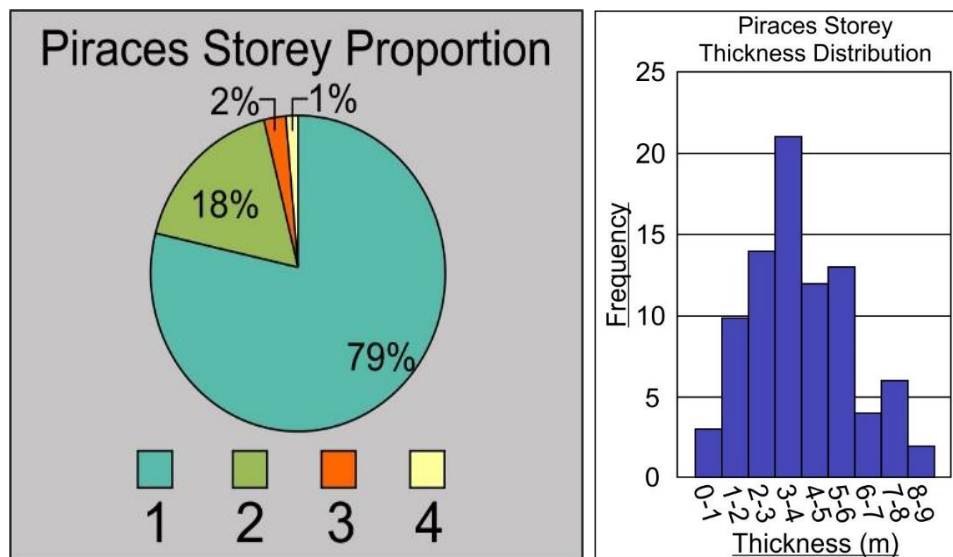 Piraces Storey Proportion
2%
1%
18%
79%
1 2 3 4
Piraces Storey
Thickness Distribution
25
20
15
10
5
0
Frequency
0-1 1-2 2-3 3-4 4-5 5-6 6-7 7-8 8-9
Thickness (m)